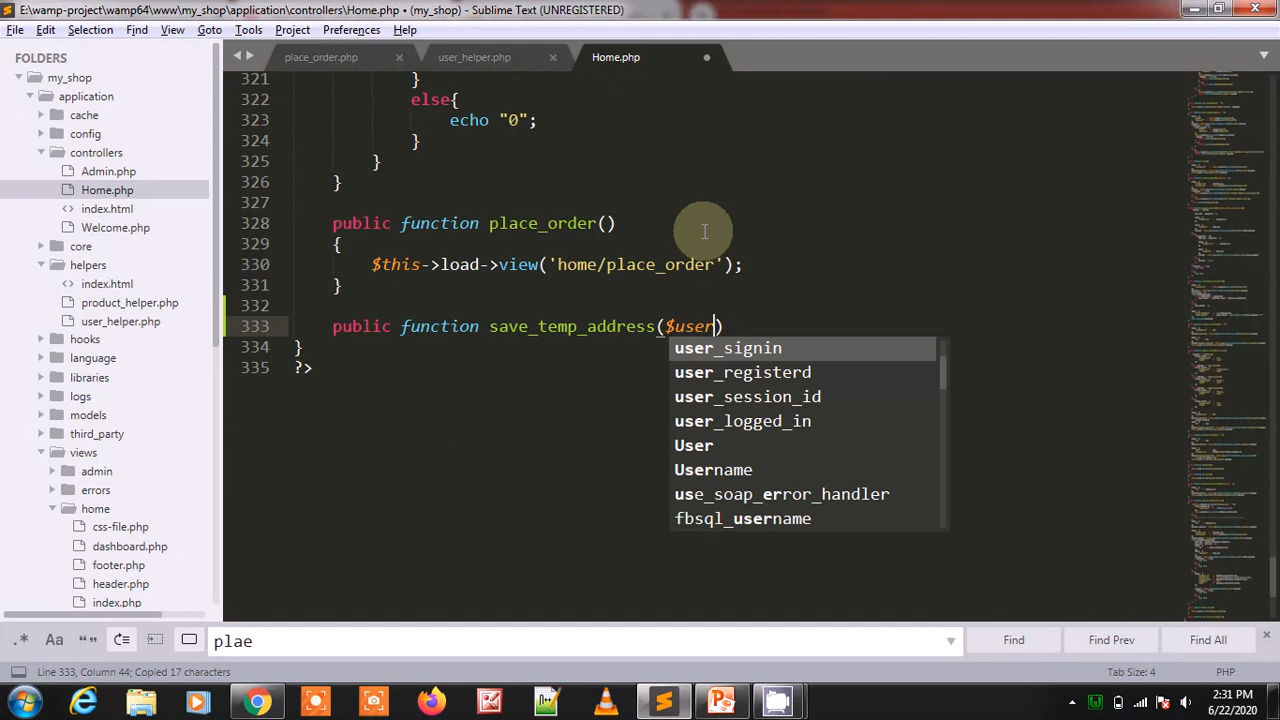 E:\wamp-project\wamp64\www\my_shop\application\controllers\Home.php • (my_shop) - Sublime Text (UNREGISTERED)
File Edit Selection Find View Goto Tools Project Preferences Help
FOLDERS
my_shop
application
cache
config
controllers
Admin.php
Home.php
index.html
Welcome.php
core
helpers
index.html
product_helper.php
user_helper.php
hooks
language
libraries
logs
models
third_party
views
admin
errors
home
css-file.php
dashboard.php
footer.php
header.php
index.php
place_order.php
user_helper.php
Home.php
321 }
322 else{
323 echo "0";
324 }
325 }
326 }
327
328 public function place_order()
329
330 $this->load->view('home/place_order');
331 }
332
333 public function save_temp_address($user)
334 }
335 ?>
user_signin
user_registerd
user_session_id
user_logged_in
User
Username
use_soap_error_handler
fbsql_username
.* Aa “ ”
plae
Find
Find Prev
Find All
Line 333, Column 44; Copied 17 characters
Tab Size: 4
PHP
2:31 PM
6/22/2020